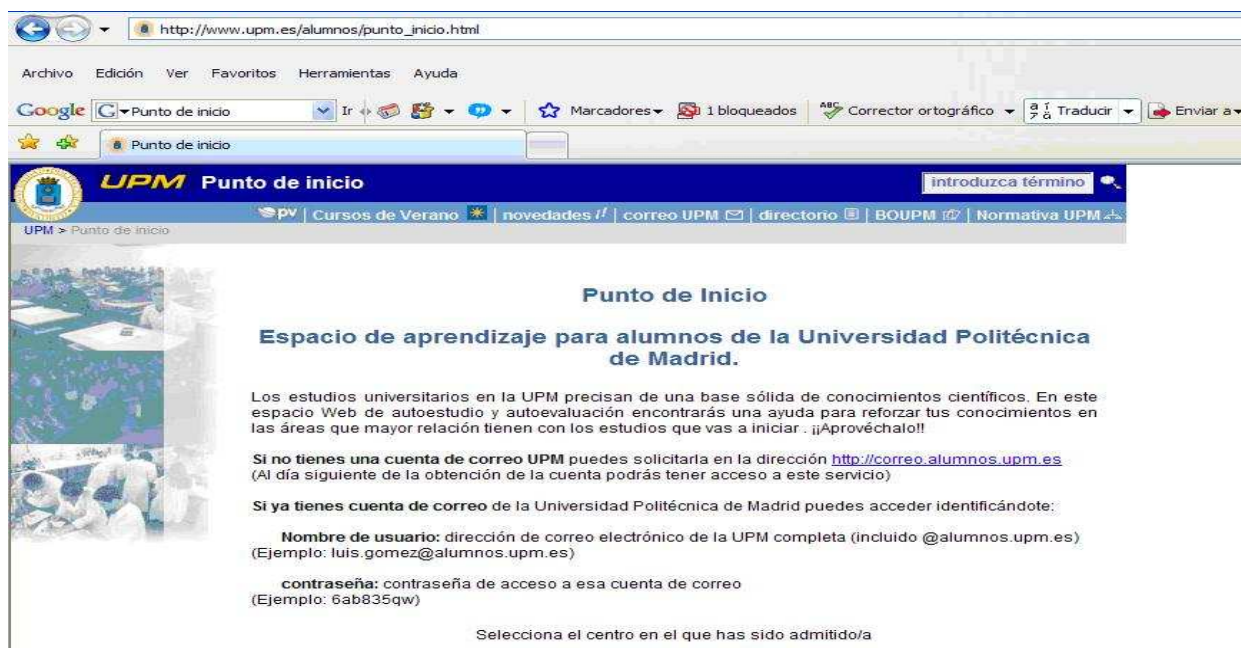 http://www.upm.es/alumnos/punto_inicio.html
Archivo Edición Ver Favoritos Herramientas Ayuda
Google G Punto de inicio Ir Marcadores 1 bloqueados ABC Corrector ortográfico Traducir Enviar a
Punto de inicio
UPM Punto de inicio introduzca término
PV | Cursos de Verano | novedades // | correo UPM | directorio | BOUPM | Normativa UPM
UPM > Punto de inicio
Punto de Inicio
Espacio de aprendizaje para alumnos de la Universidad Politécnica
de Madrid.
Los estudios universitarios en la UPM precisan de una base sólida de conocimientos científicos. En este
espacio Web de autoestudio y autoevaluación encontrarás una ayuda para reforzar tus conocimientos en
las áreas que mayor relación tienen con los estudios que vas a iniciar . ¡¡Aprovéchalo!!
Si no tienes una cuenta de correo UPM puedes solicitarla en la dirección http://correo.alumnos.upm.es
(Al día siguiente de la obtención de la cuenta podrás tener acceso a este servicio)
Si ya tienes cuenta de correo de la Universidad Politécnica de Madrid puedes acceder identificándote:
Nombre de usuario: dirección de correo electrónico de la UPM completa (incluido @alumnos.upm.es)
(Ejemplo: luis.gomez@alumnos.upm.es)
contraseña: contraseña de acceso a esa cuenta de correo
(Ejemplo: 6ab835qw)
Selecciona el centro en el que has sido admitido/a